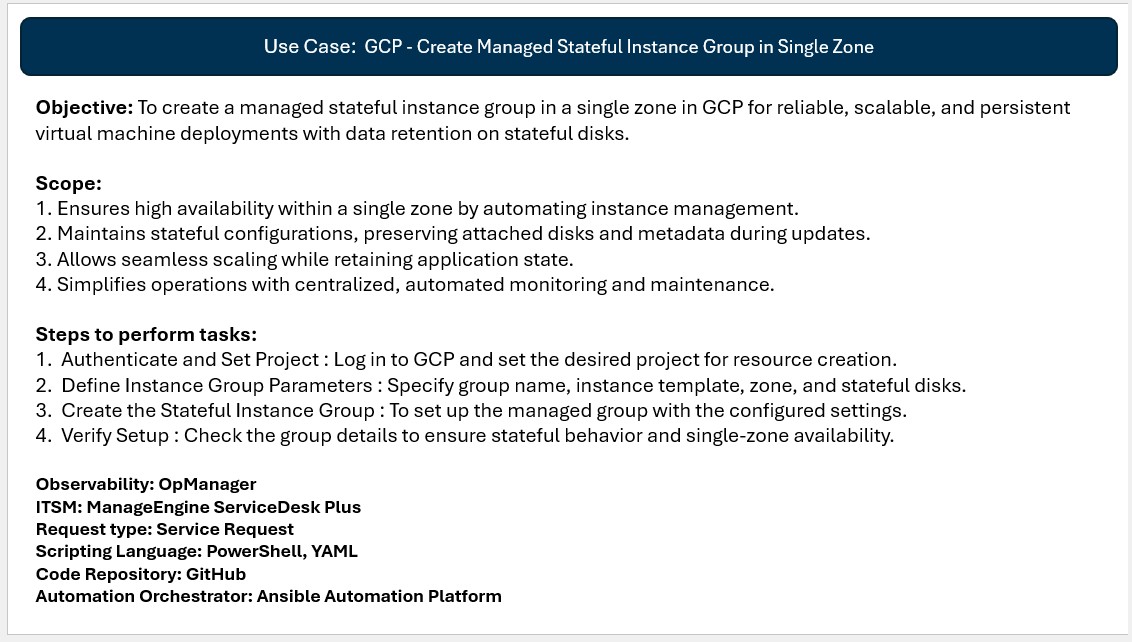 Use Case: GCP - Create Managed Stateful Instance Group in Single Zone
Objective: To create a managed stateful instance group in a single zone in GCP for reliable, scalable, and persistent
virtual machine deployments with data retention on stateful disks.
Scope:
1. Ensures high availability within a single zone by automating instance management.
2. Maintains stateful configurations, preserving attached disks and metadata during updates.
3. Allows seamless scaling while retaining application state.
4. Simplifies operations with centralized, automated monitoring and maintenance.
Steps to perform tasks:
1. Authenticate and Set Project : Log in to GCP and set the desired project for resource creation.
2. Define Instance Group Parameters : Specify group name, instance template, zone, and stateful disks.
3. Create the Stateful Instance Group : To set up the managed group with the configured settings.
4. Verify Setup : Check the group details to ensure stateful behavior and single-zone availability.
Observability: OpManager
ITSM: ManageEngine ServiceDesk Plus
Request type: Service Request
Scripting Language: PowerShell, YAML
Code Repository: GitHub
Automation Orchestrator: Ansible Automation Platform